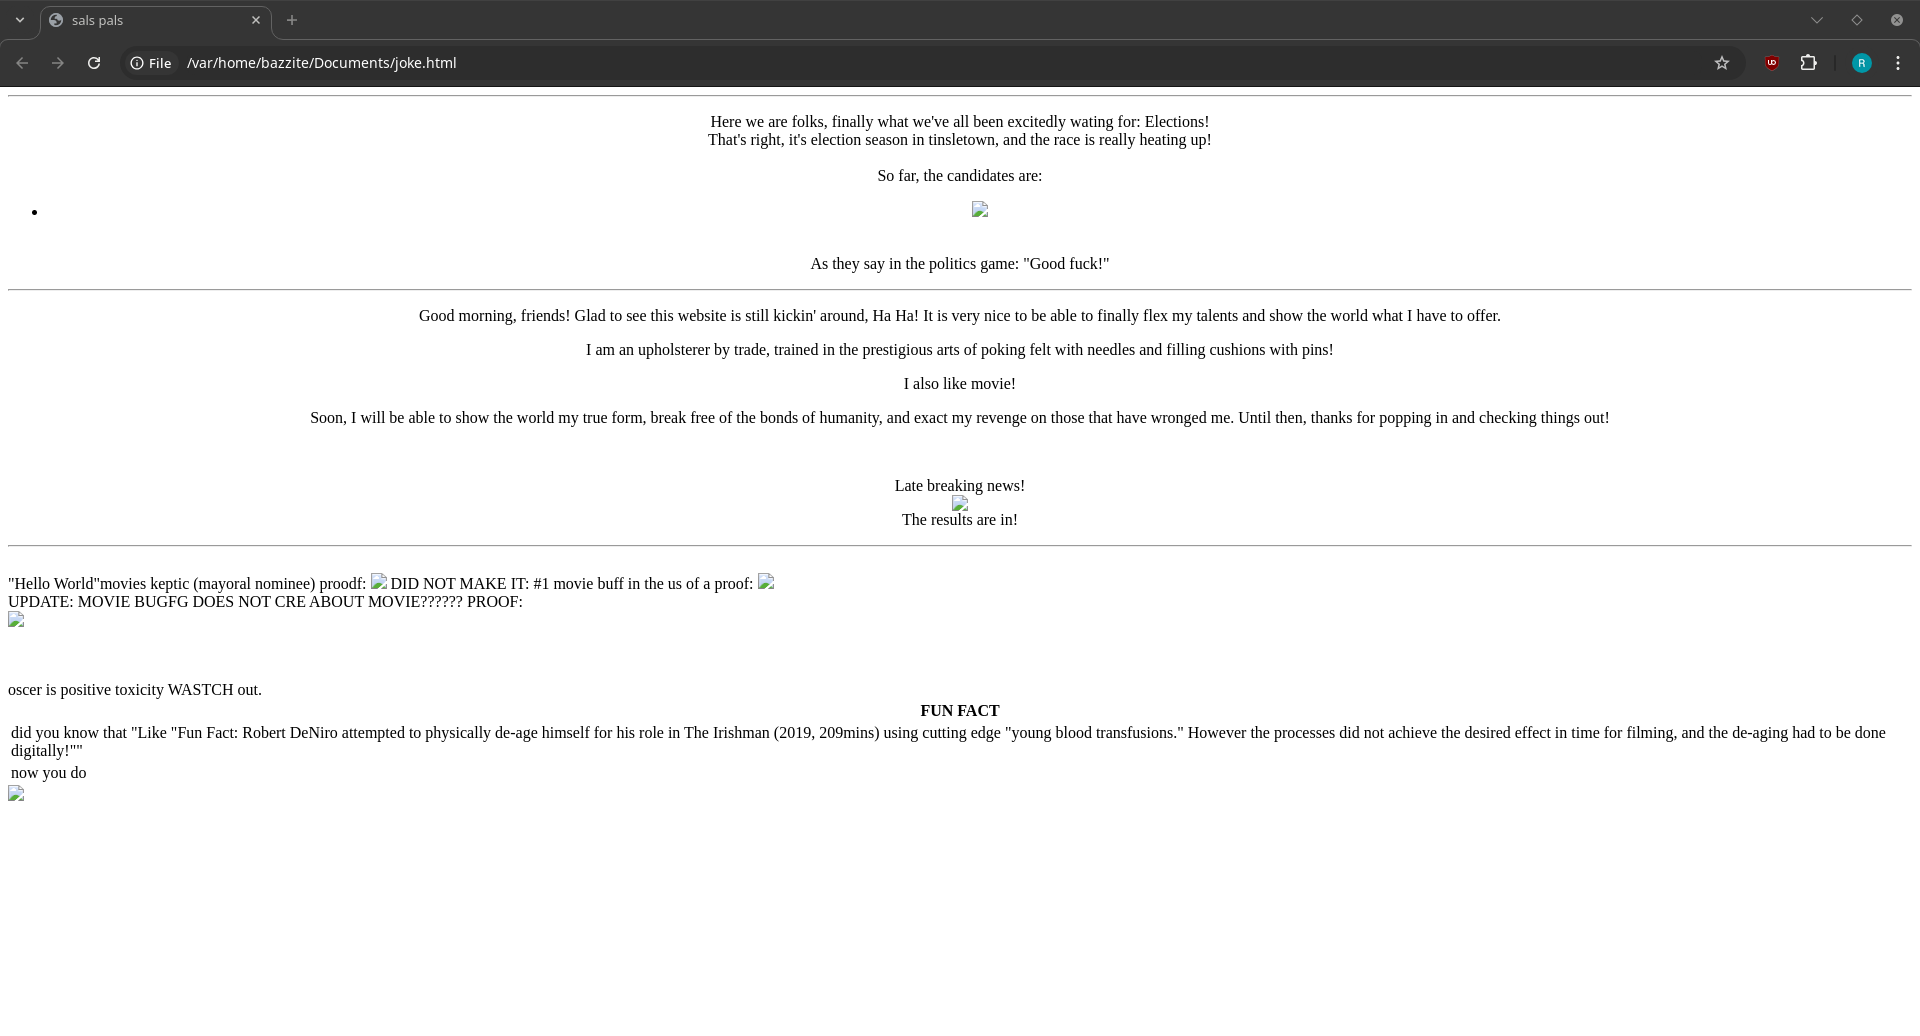 sals pals
File
/var/home/bazzite/Documents/joke.html
UD
R
Here we are folks, finally what we've all been excitedly wating for: Elections!
That's right, it's election season in tinsletown, and the race is really heating up!
So far, the candidates are:
As they say in the politics game: "Good fuck!"
Good morning, friends! Glad to see this website is still kickin' around, Ha Ha! It is very nice to be able to finally flex my talents and show the world what I have to offer.
I am an upholsterer by trade, trained in the prestigious arts of poking felt with needles and filling cushions with pins!
I also like movie!
Soon, I will be able to show the world my true form, break free of the bonds of humanity, and exact my revenge on those that have wronged me. Until then, thanks for popping in and checking things out!
Late breaking news!
The results are in!
"Hello World"movies keptic (mayoral nominee) proodf: DID NOT MAKE IT: #1 movie buff in the us of a proof:
UPDATE: MOVIE BUGFG DOES NOT CRE ABOUT MOVIE?????? PROOF:
oscer is positive toxicity WASTCH out.
FUN FACT
did you know that "Like "Fun Fact: Robert DeNiro attempted to physically de-age himself for his role in The Irishman (2019, 209mins) using cutting edge "young blood transfusions." However the processes did not achieve the desired effect in time for filming, and the de-aging had to be done
digitally!""
now you do